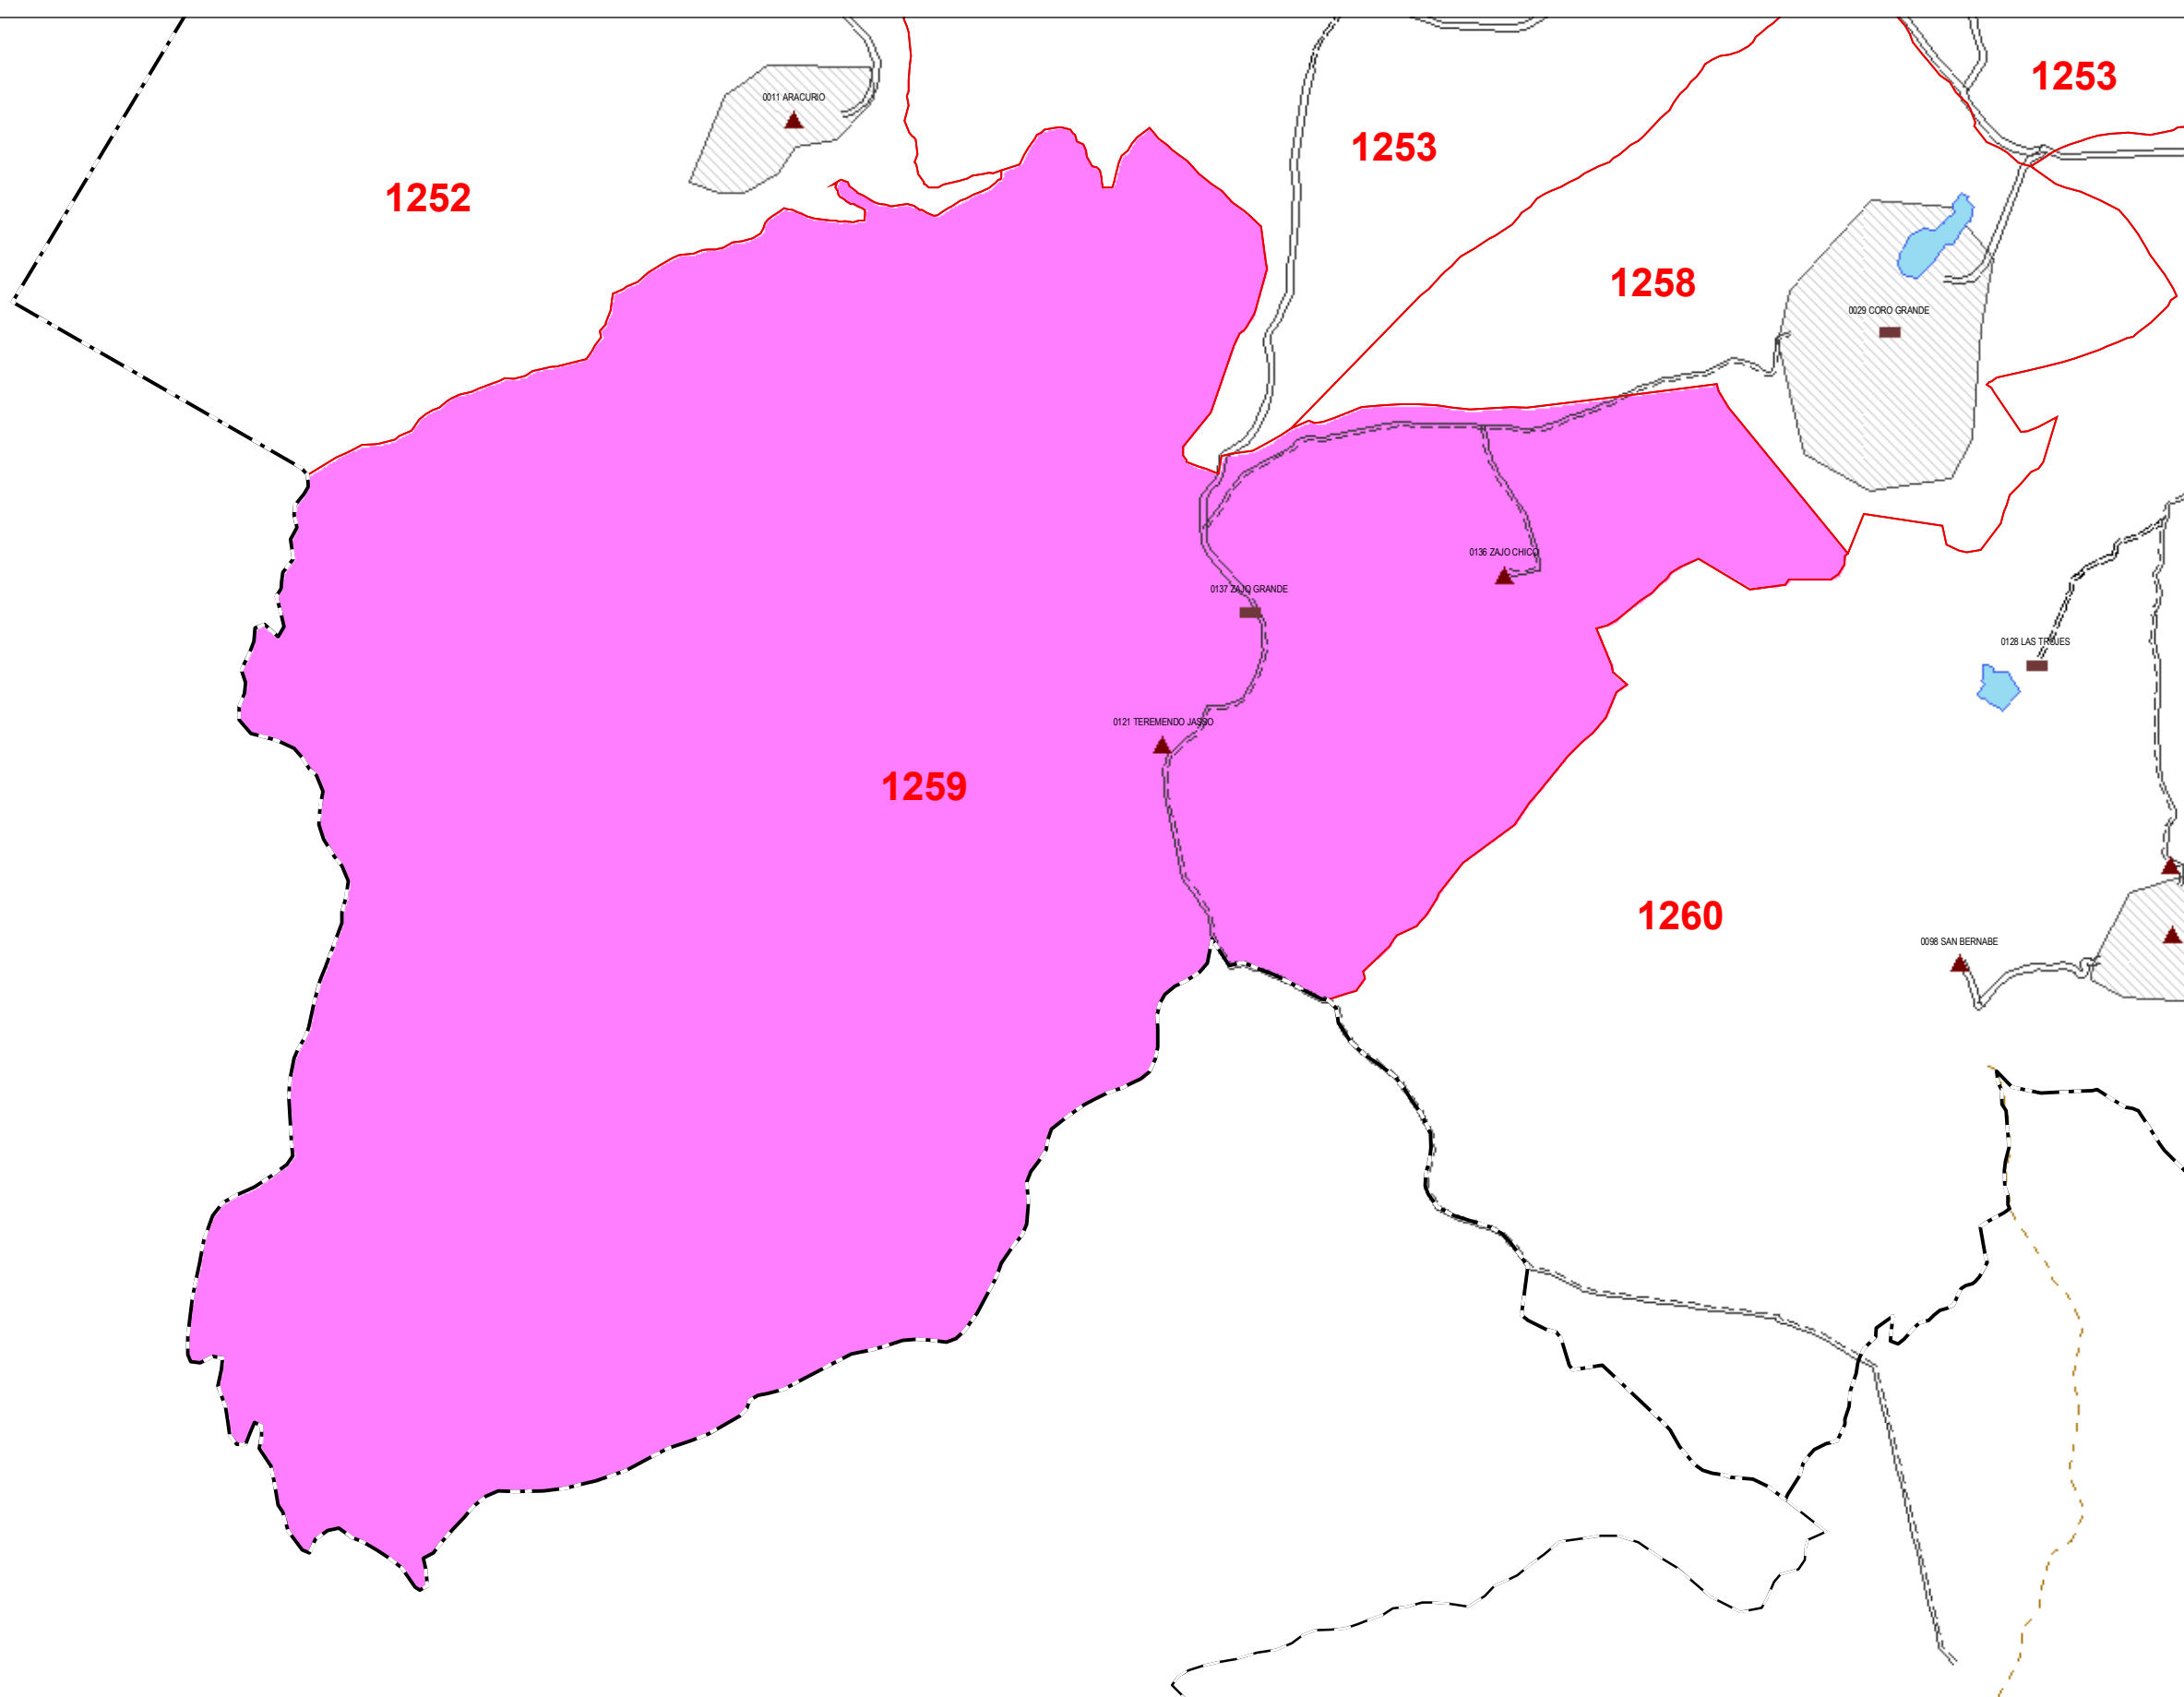 1253
0011 ARACURIO
1253
1252
1258
0029 CORO GRANDE
0136 ZAJO CHICO
0137 ZAJO GRANDE
0128 LAS TROJES
0121 TEREMENDO JASSO
1259
1260
0098 SAN BERNABE